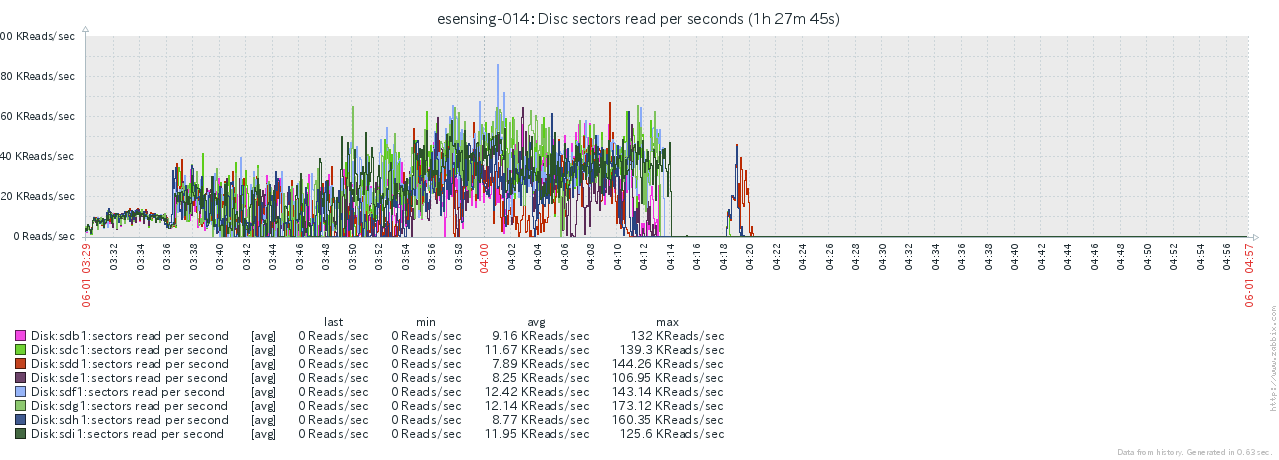 esensing-014: Disc sectors read per seconds (1h 27m 45s)
00 KReads/sec
80 KReads/sec
60 KReads/sec
40 KReads/sec
20 KReads/sec
0 Reads/sec
06-01 03:29 03:32 03:34 03:36 03:38 03:40 03:42 03:44 03:46 03:48 03:50 03:52 03:54 03:56 03:58 04:00 04:02 04:04 04:06 04:08 04:10 04:12 04:14 04:16 04:18 04:20 04:22 04:24 04:26 04:28 04:30 04:32 04:34 04:36 04:38 04:40 04:42 04:44 04:46 04:48 04:50 04:52 04:54 04:56 06-01 04:57
last min avg max
Disk:sdb1:sectors read per second [avg] 0 Reads/sec 0 Reads/sec 9.16 KReads/sec 132 KReads/sec
Disk:sdc1:sectors read per second [avg] 0 Reads/sec 0 Reads/sec 11.67 KReads/sec 139.3 KReads/sec
Disk:sdd1:sectors read per second [avg] 0 Reads/sec 0 Reads/sec 7.89 KReads/sec 144.26 KReads/sec
Disk:sde1:sectors read per second [avg] 0 Reads/sec 0 Reads/sec 8.25 KReads/sec 106.95 KReads/sec
Disk:sdf1:sectors read per second [avg] 0 Reads/sec 0 Reads/sec 12.42 KReads/sec 143.14 KReads/sec
Disk:sdg1:sectors read per second [avg] 0 Reads/sec 0 Reads/sec 12.14 KReads/sec 173.12 KReads/sec
Disk:sdh1:sectors read per second [avg] 0 Reads/sec 0 Reads/sec 8.77 KReads/sec 160.35 KReads/sec
Disk:sdi1:sectors read per second [avg] 0 Reads/sec 0 Reads/sec 11.95 KReads/sec 125.6 KReads/sec
http://www.zabbix.com
Data from history. Generated in 0.63 sec.